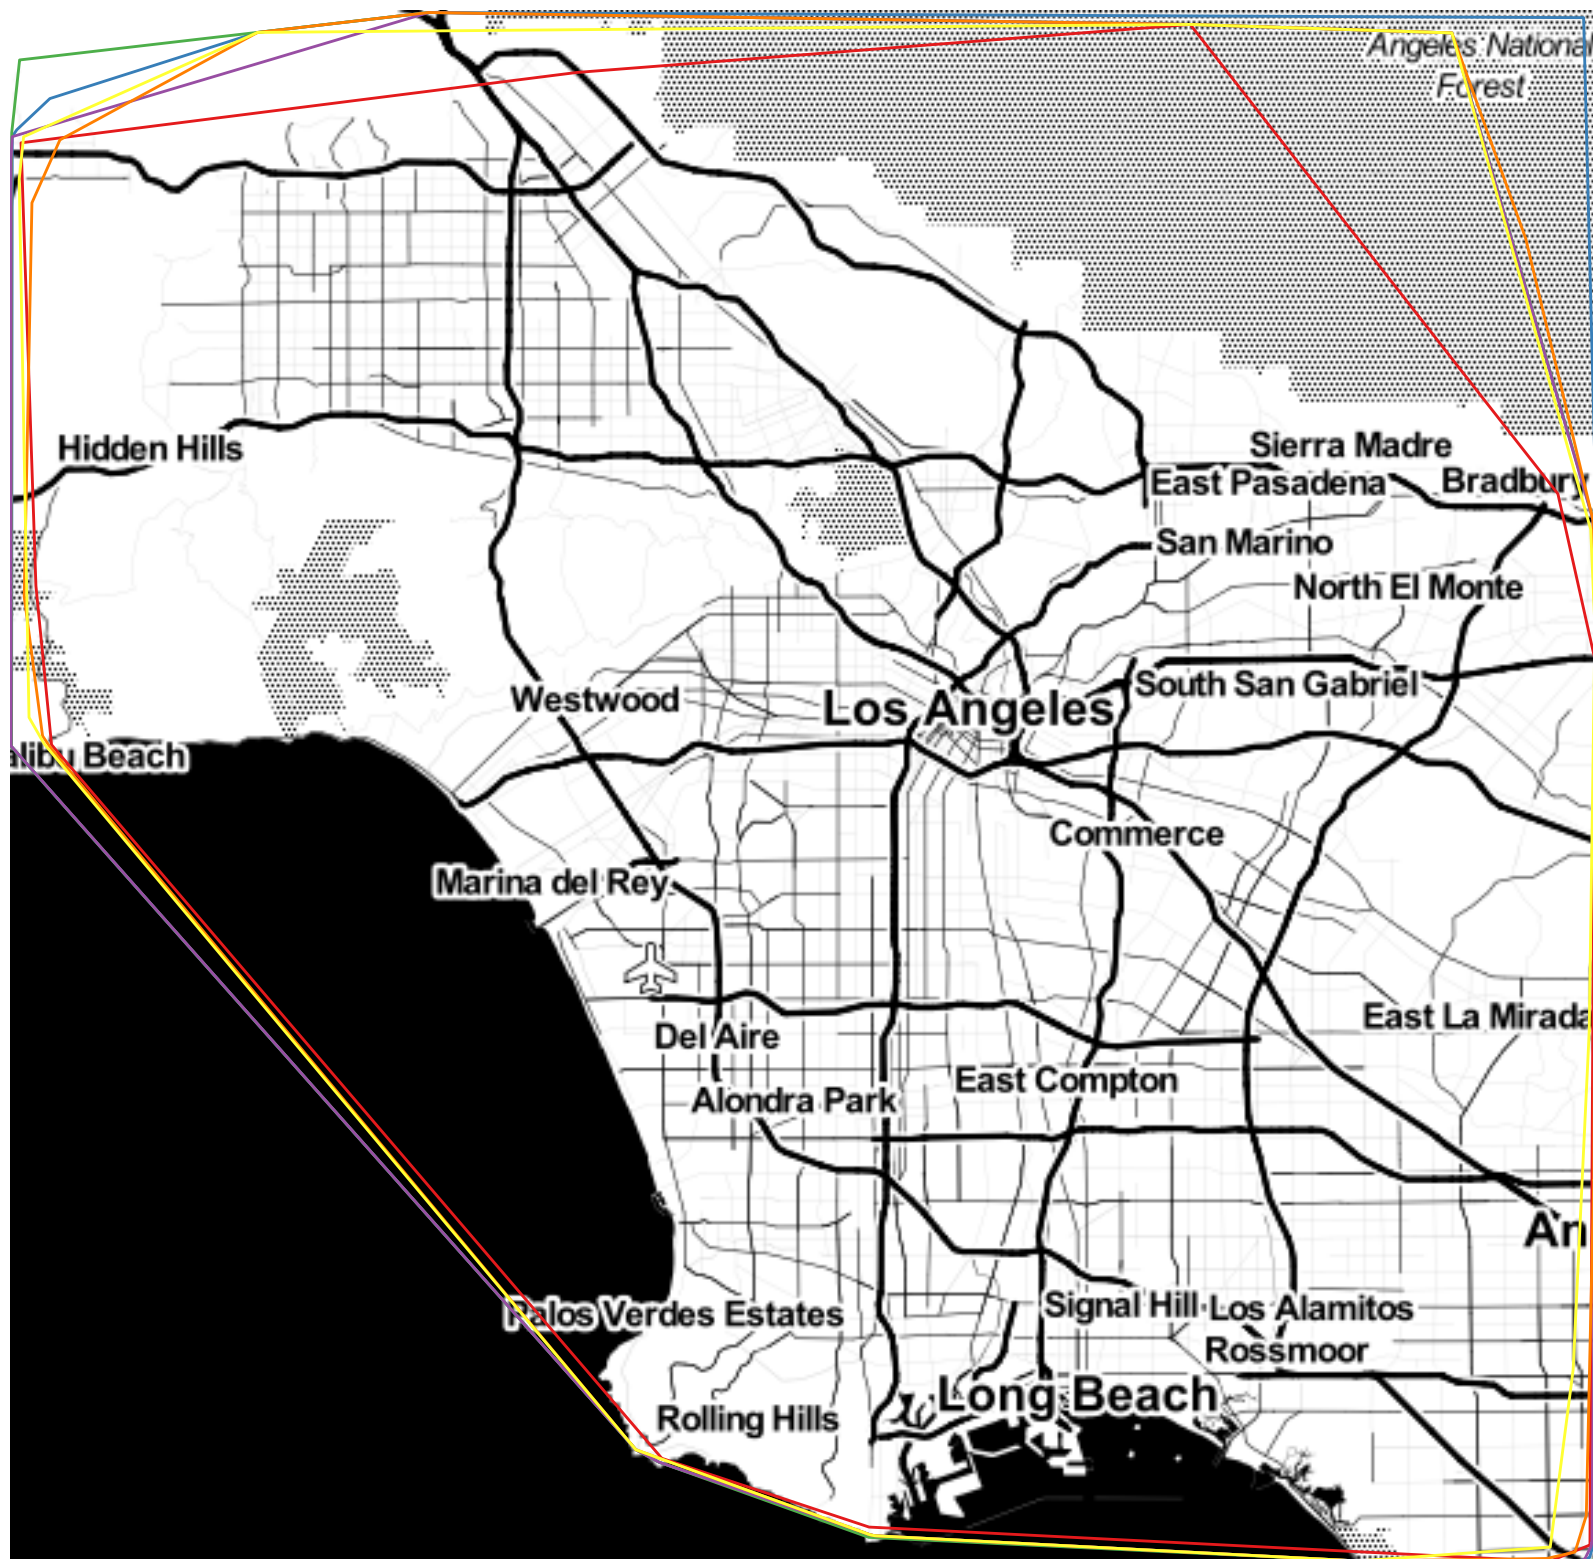 Angeles National
Forest
Hidden Hills
Sierra Madre
East Pasadena
Bradbury
San Marino
North El Monte
Westwood
Los Angeles
South San Gabriel
alibu Beach
Commerce
Marina del Rey
East La Mirada
Del Aire
East Compton
Alondra Park
An
Palos Verdes Estates
Signal Hill
Los Alamitos
Rossmoor
Long Beach
Rolling Hills